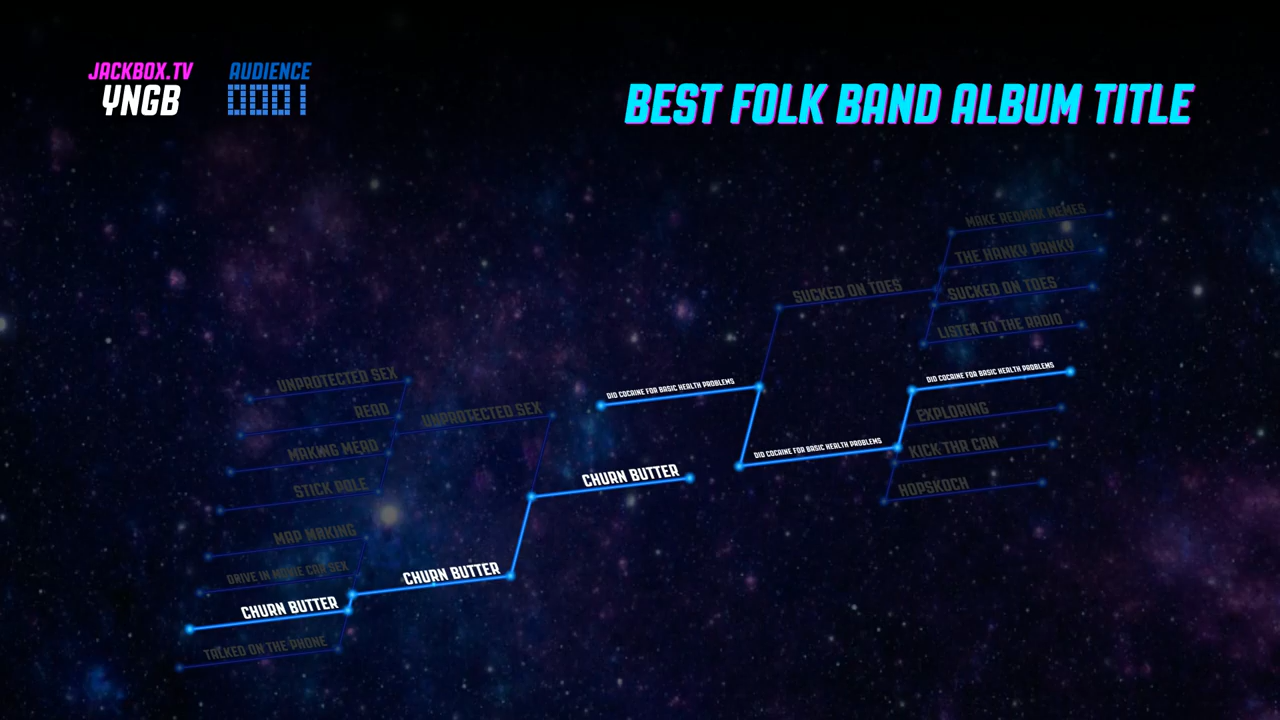 JACKBOX.TV
YNGB
AUDIENCE
0001
BEST FOLK BAND ALBUM TITLE
UNPROTECTED SEX
READ
MAKING MEAD
STICK POLE
MAP MAKING
DRIVE IN MOVIE CAR SEX
CHURN BUTTER
TALKED ON THE PHONE
UNPROTECTED SEX
CHURN BUTTER
CHURN BUTTER
DID COCAINE FOR BASIC HEALTH PROBLEMS
SUCKED ON TOES
DID COCAINE FOR BASIC HEALTH PROBLEMS
MAKE REDMAX MEMES
THE HANKY PANKY
SUCKED ON TOES
LISTEN TO THE RADIO
DID COCAINE FOR BASIC HEALTH PROBLEMS
EXPLORING
KICK THR CAN
HOPSKOCH